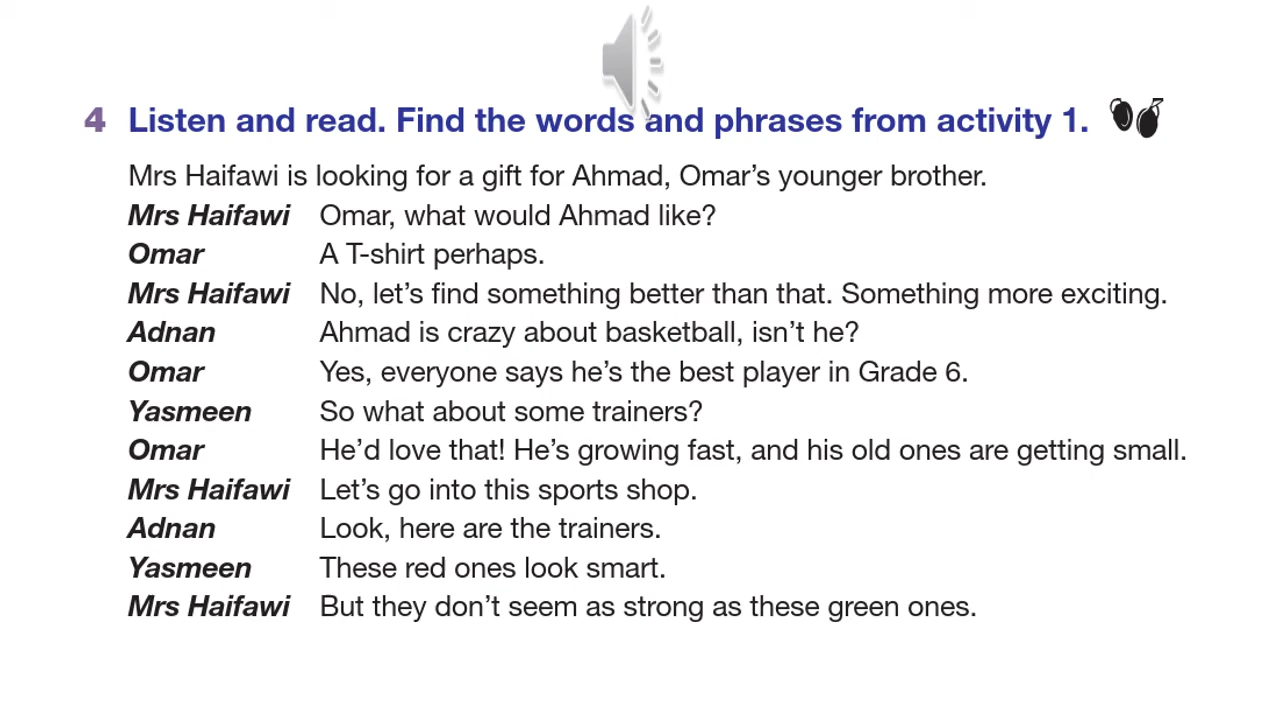 4 Listen and read. Find the words and phrases from activity 1.
Mrs Haifawi is looking for a gift for Ahmad, Omar’s younger brother.
Mrs Haifawi Omar, what would Ahmad like?
Omar A T-shirt perhaps.
Mrs Haifawi No, let’s find something better than that. Something more exciting.
Adnan Ahmad is crazy about basketball, isn’t he?
Omar Yes, everyone says he’s the best player in Grade 6.
Yasmeen So what about some trainers?
Omar He’d love that! He’s growing fast, and his old ones are getting small.
Mrs Haifawi Let’s go into this sports shop.
Adnan Look, here are the trainers.
Yasmeen These red ones look smart.
Mrs Haifawi But they don’t seem as strong as these green ones.